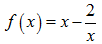 f(x) = x - 2/x